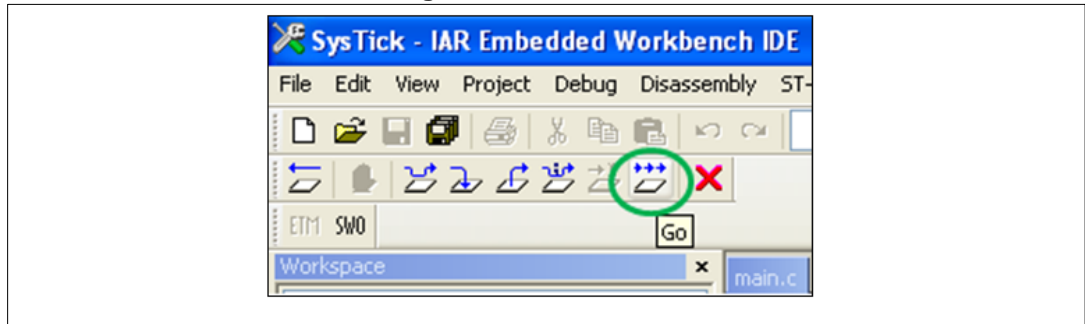 SysTick - IAR Embedded Workbench IDE
File Edit View Project Debug Disassembly ST-
ETM SWO
Go
Workspace ×
main.c